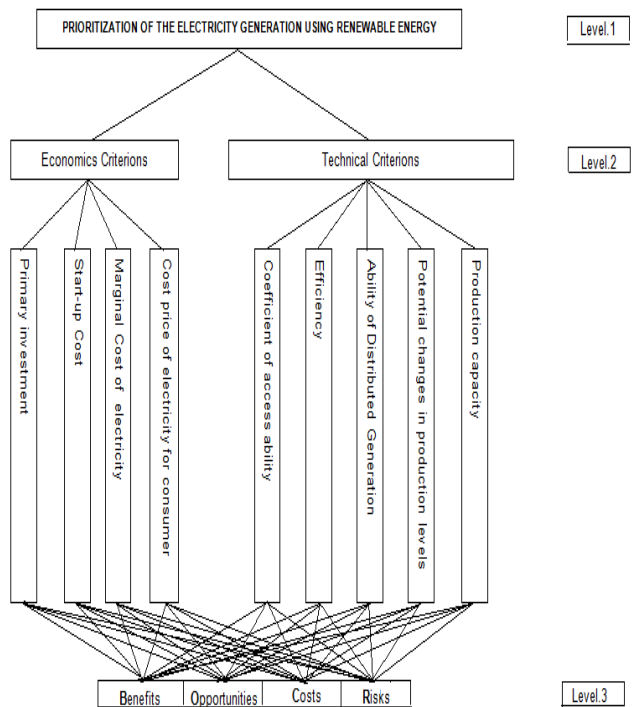 PRIORITIZATION OF THE ELECTRICITY GENERATION USING RENEWABLE ENERGY
Level.1
Economics Criterions
Technical Criterions
Level.2
Primary investment
Start-up Cost
Marginal Cost of electricity
Cost price of electricity for consumer
Coefficient of access ability
Efficiency
Ability of Distributed Generation
Potential changes in production levels
Production capacity
Benefits
Opportunities
Costs
Risks
Level.3